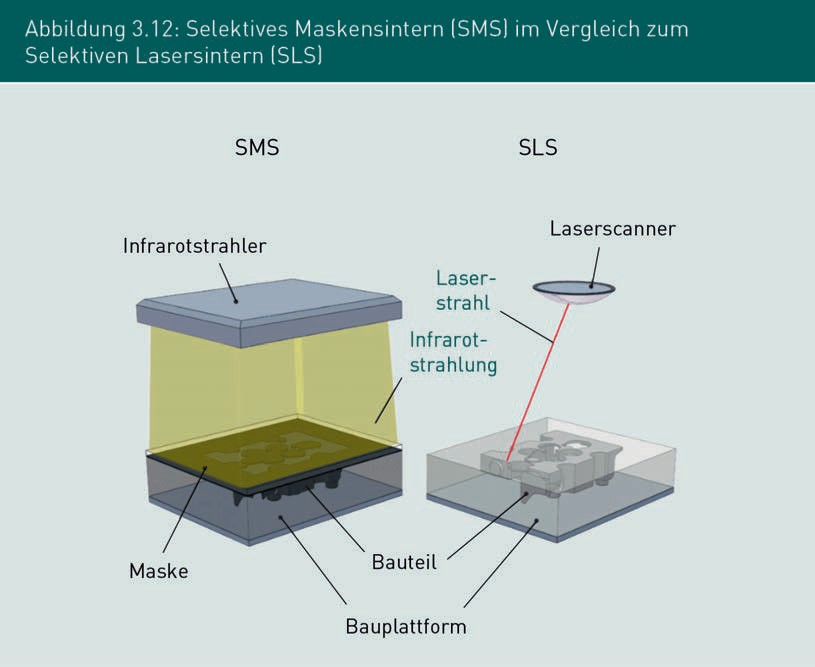 Abbildung 3.12: Selektives Maskensintern (SMS) im Vergleich zum
Selektiven Lasersintern (SLS)
SMS
SLS
Laserscanner
Infrarotstrahler
Laser-
strahl
Infrarot-
strahlung
Bauteil
Maske
Bauplattform